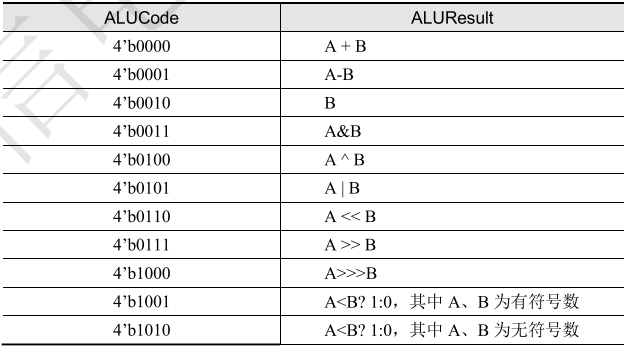 ALUCode ALUResult
4’b0000 A + B
4’b0001 A-B
4’b0010 B
4’b0011 A&B
4’b0100 A ^ B
4’b0101 A | B
4’b0110 A << B
4’b0111 A >> B
4’b1000 A>>>B
4’b1001 A<B? 1:0，其中 A、B 为有符号数
4’b1010 A<B? 1:0，其中 A、B 为无符号数
信